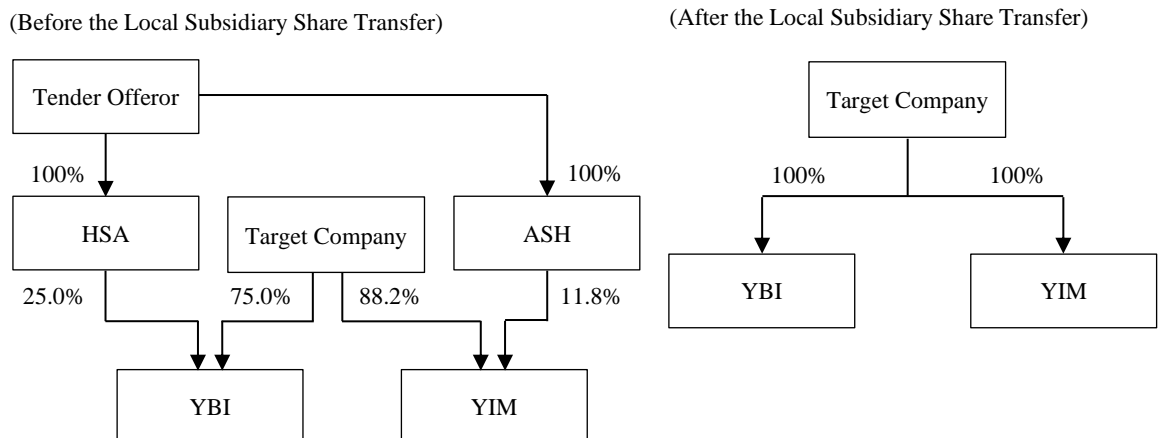 (Before the Local Subsidiary Share Transfer)
Tender Offeror
100%
100%
HSA
Target Company
ASH
25.0%
75.0%
88.2%
11.8%
YBI
YIM
(After the Local Subsidiary Share Transfer)
Target Company
100%
100%
YBI
YIM